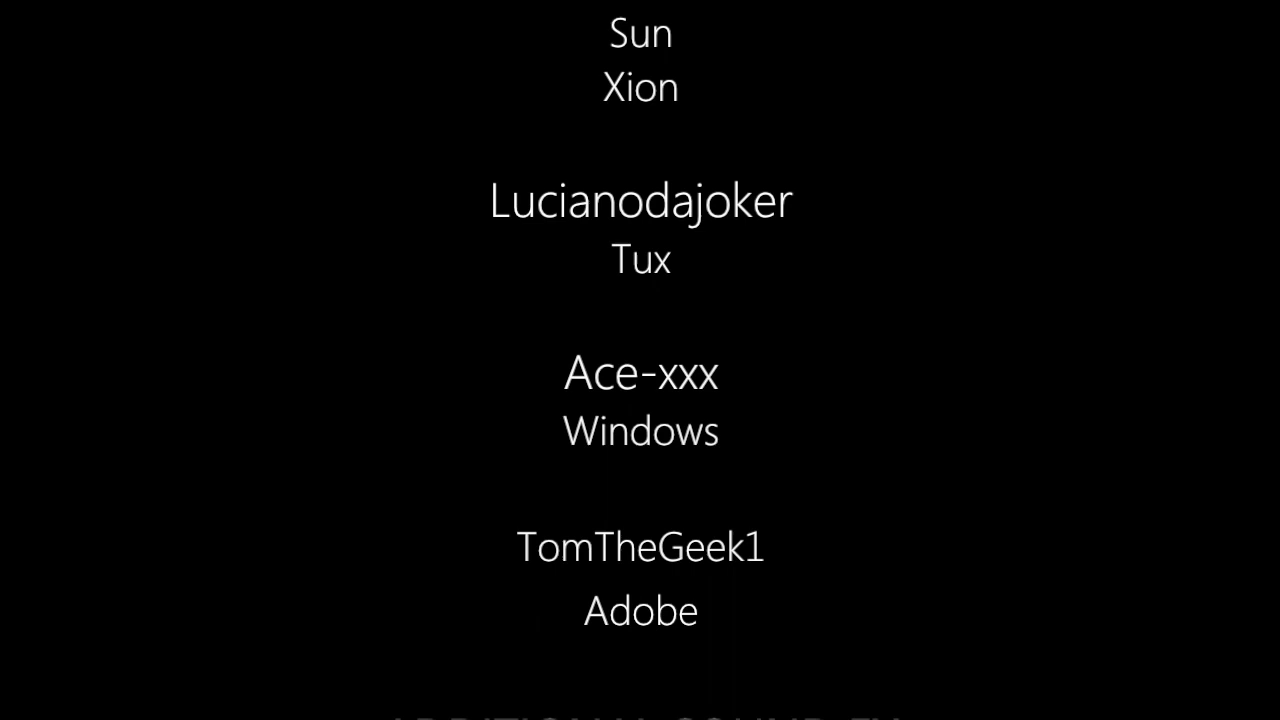 Sun
Xion
Lucianodajoker
Tux
Ace-xxx
Windows
TomTheGeek1
Adobe